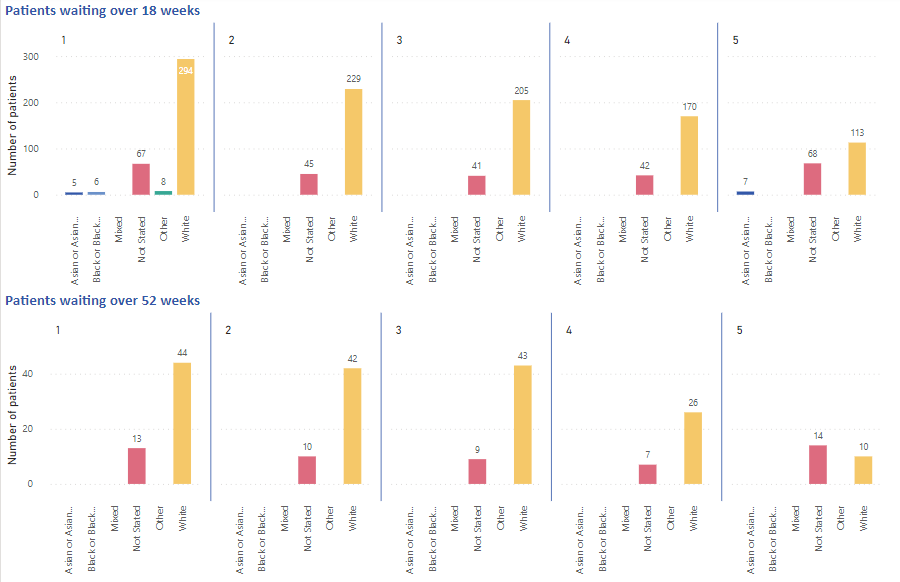 Patients waiting over 18 weeks
1 2 3 4 5
Number of patients
300
200
100
0
5 6 67 8 294
45 229
41 205
42 170
7 68 113
Asian or Asian... Black or Black... Mixed Not Stated Other White
Asian or Asian... Black or Black... Mixed Not Stated Other White
Asian or Asian... Black or Black... Mixed Not Stated Other White
Asian or Asian... Black or Black... Mixed Not Stated Other White
Asian or Asian... Black or Black... Mixed Not Stated Other White
Patients waiting over 52 weeks
1 2 3 4 5
Number of patients
40
20
0
13 44
10 42
9 43
7 26
14 10
Asian or Asian... Black or Black... Mixed Not Stated Other White
Asian or Asian... Black or Black... Mixed Not Stated Other White
Asian or Asian... Black or Black... Mixed Not Stated Other White
Asian or Asian... Black or Black... Mixed Not Stated Other White
Asian or Asian... Black or Black... Mixed Not Stated Other White